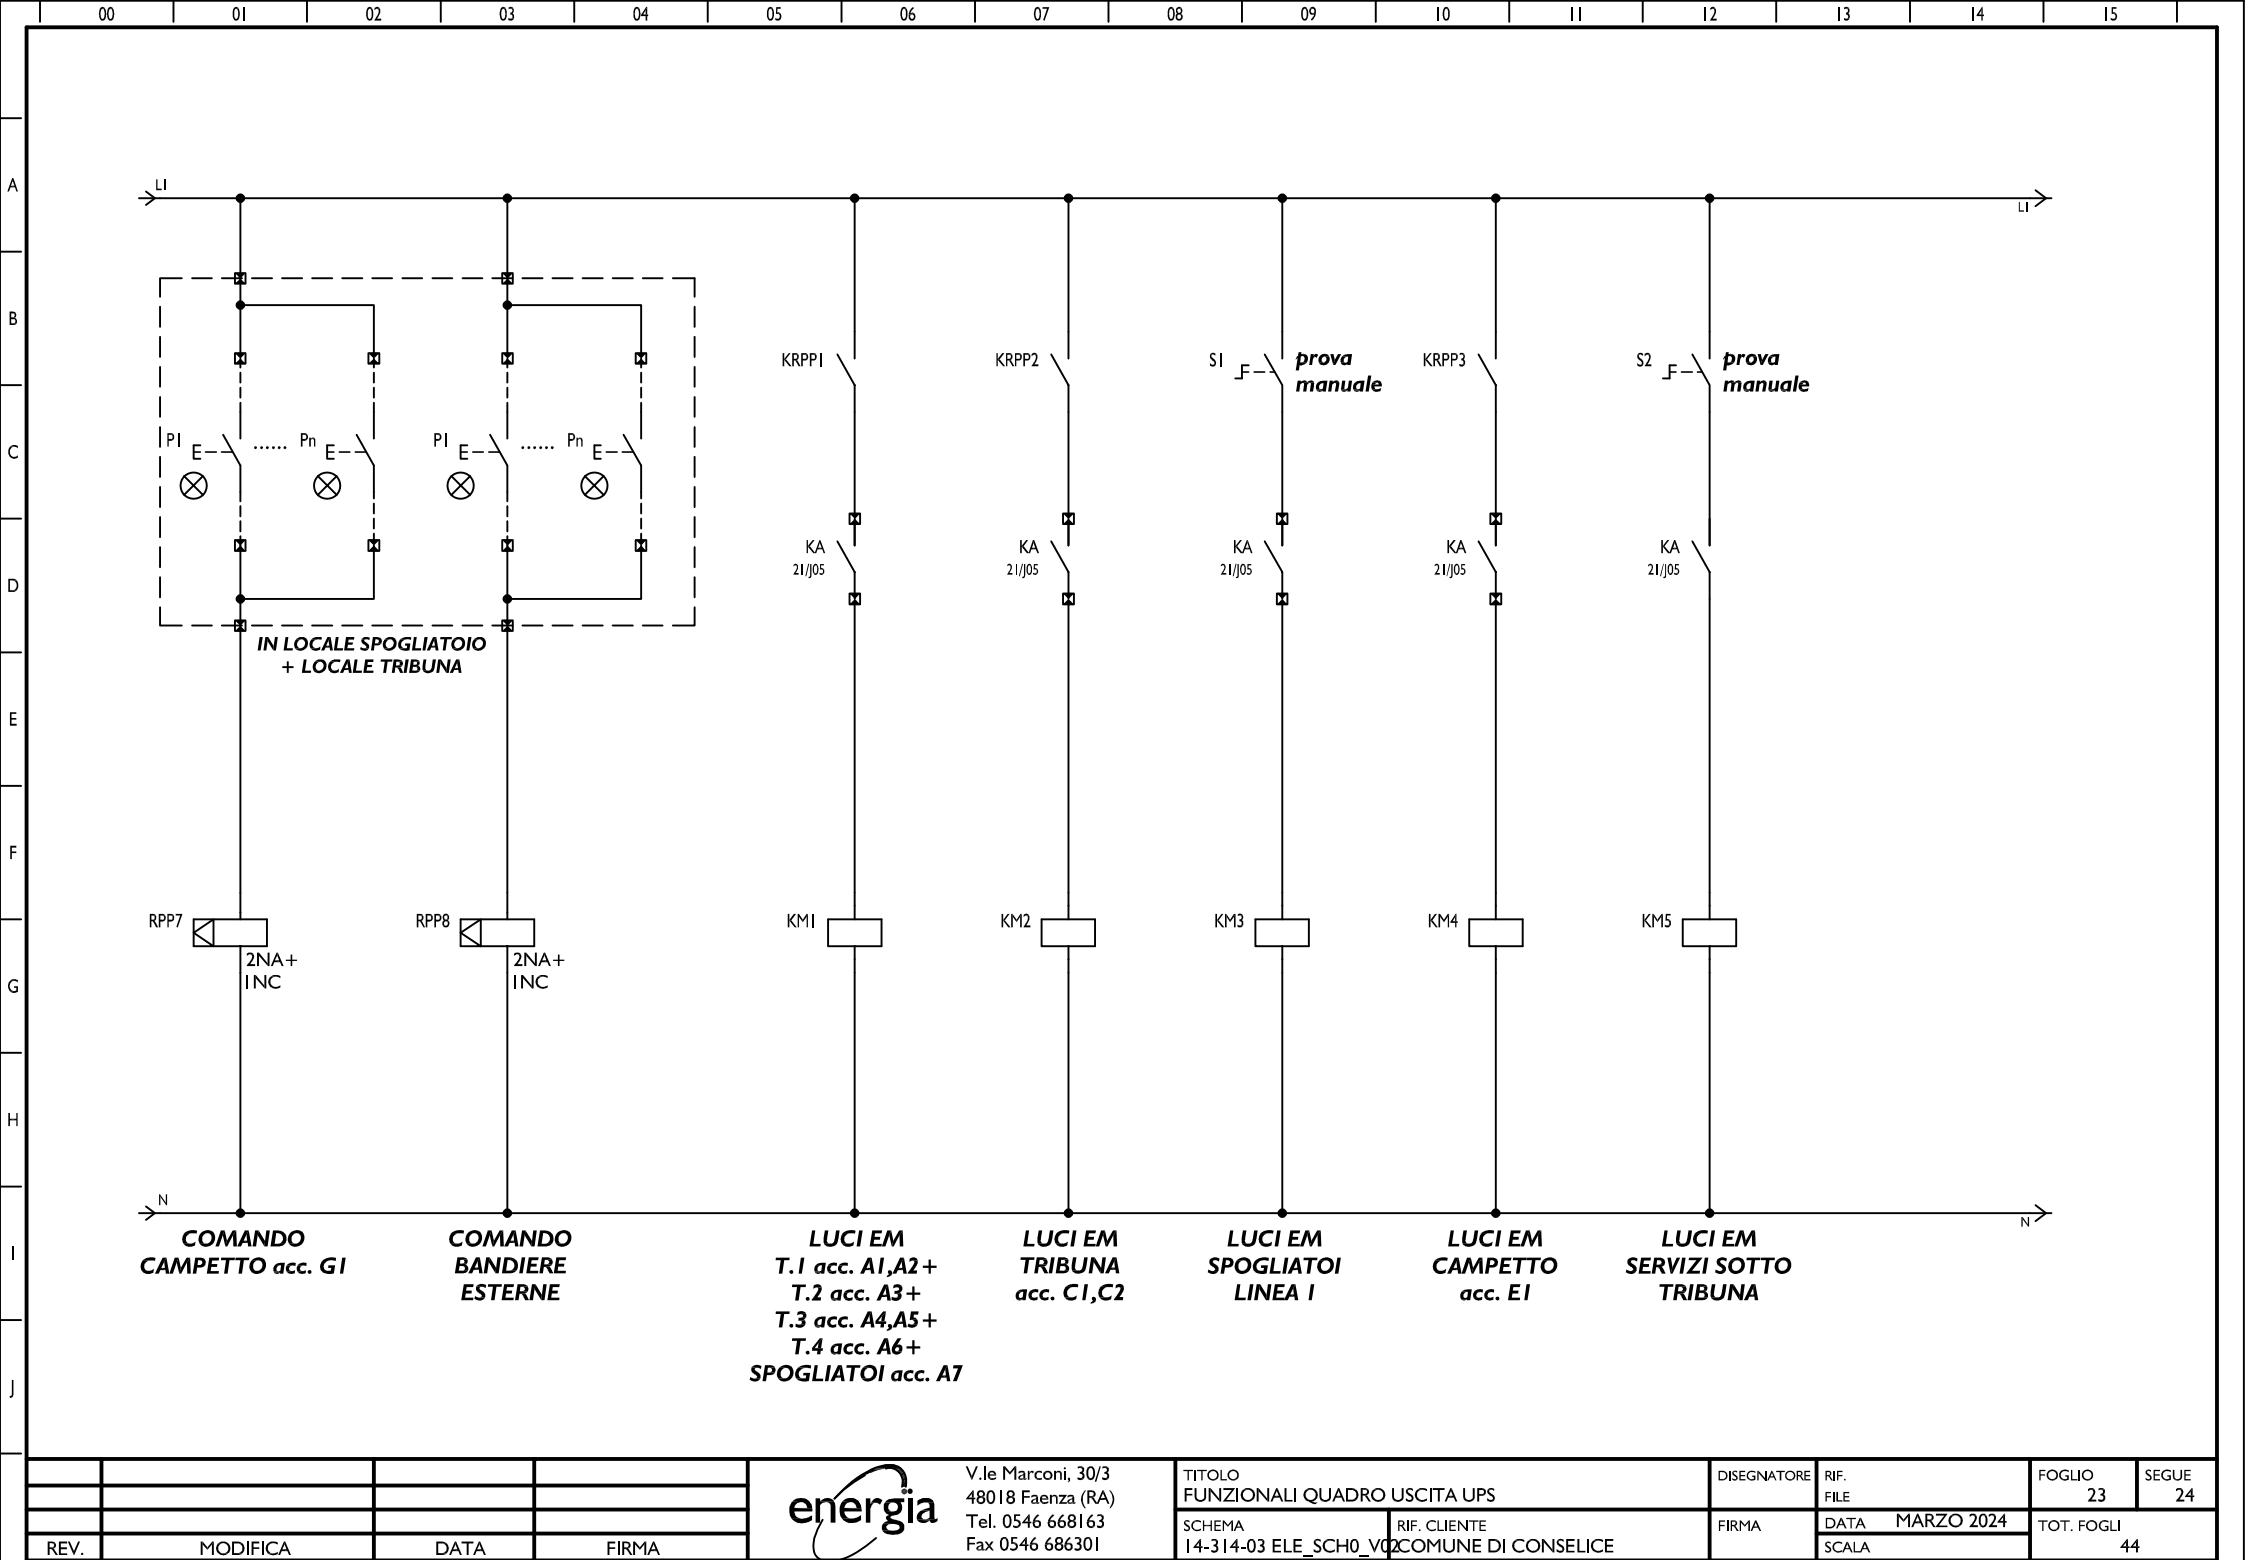 00 01 02 03 04 05 06 07 08 09 10 11 12 13 14 15
A
B
C
D
E
F
G
H
I
J
L1
L1
KRPP1
KRPP2
S1
prova
manuale
KRPP3
S2
prova
manuale
P1 E ...... Pn E
P1 E ...... Pn E
KA
21/J05
KA
21/J05
KA
21/J05
KA
21/J05
KA
21/J05
IN LOCALE SPOGLIATOIO
+ LOCALE TRIBUNA
RPP7
2NA+
1NC
RPP8
2NA+
1NC
KM1
KM2
KM3
KM4
KM5
N
N
COMANDO
CAMPETTO acc. G1
COMANDO
BANDIERE
ESTERNE
LUCI EM
T.1 acc. A1,A2+
T.2 acc. A3+
T.3 acc. A4,A5+
T.4 acc. A6+
SPOGLIATOI acc. A7
LUCI EM
TRIBUNA
acc. C1,C2
LUCI EM
SPOGLIATOI
LINEA 1
LUCI EM
CAMPETTO
acc. E1
LUCI EM
SERVIZI SOTTO
TRIBUNA
REV. MODIFICA DATA FIRMA
energia
V.le Marconi, 30/3
48018 Faenza (RA)
Tel. 0546 668163
Fax 0546 686301
TITOLO
FUNZIONALI QUADRO USCITA UPS
SCHEMA
14-314-03 ELE_SCH0_V02
RIF. CLIENTE
COMUNE DI CONSELICE
DISEGNATORE
FIRMA
RIF.
FILE
DATA MARZO 2024
SCALA
FOGLIO
23
SEGUE
24
TOT. FOGLI
44